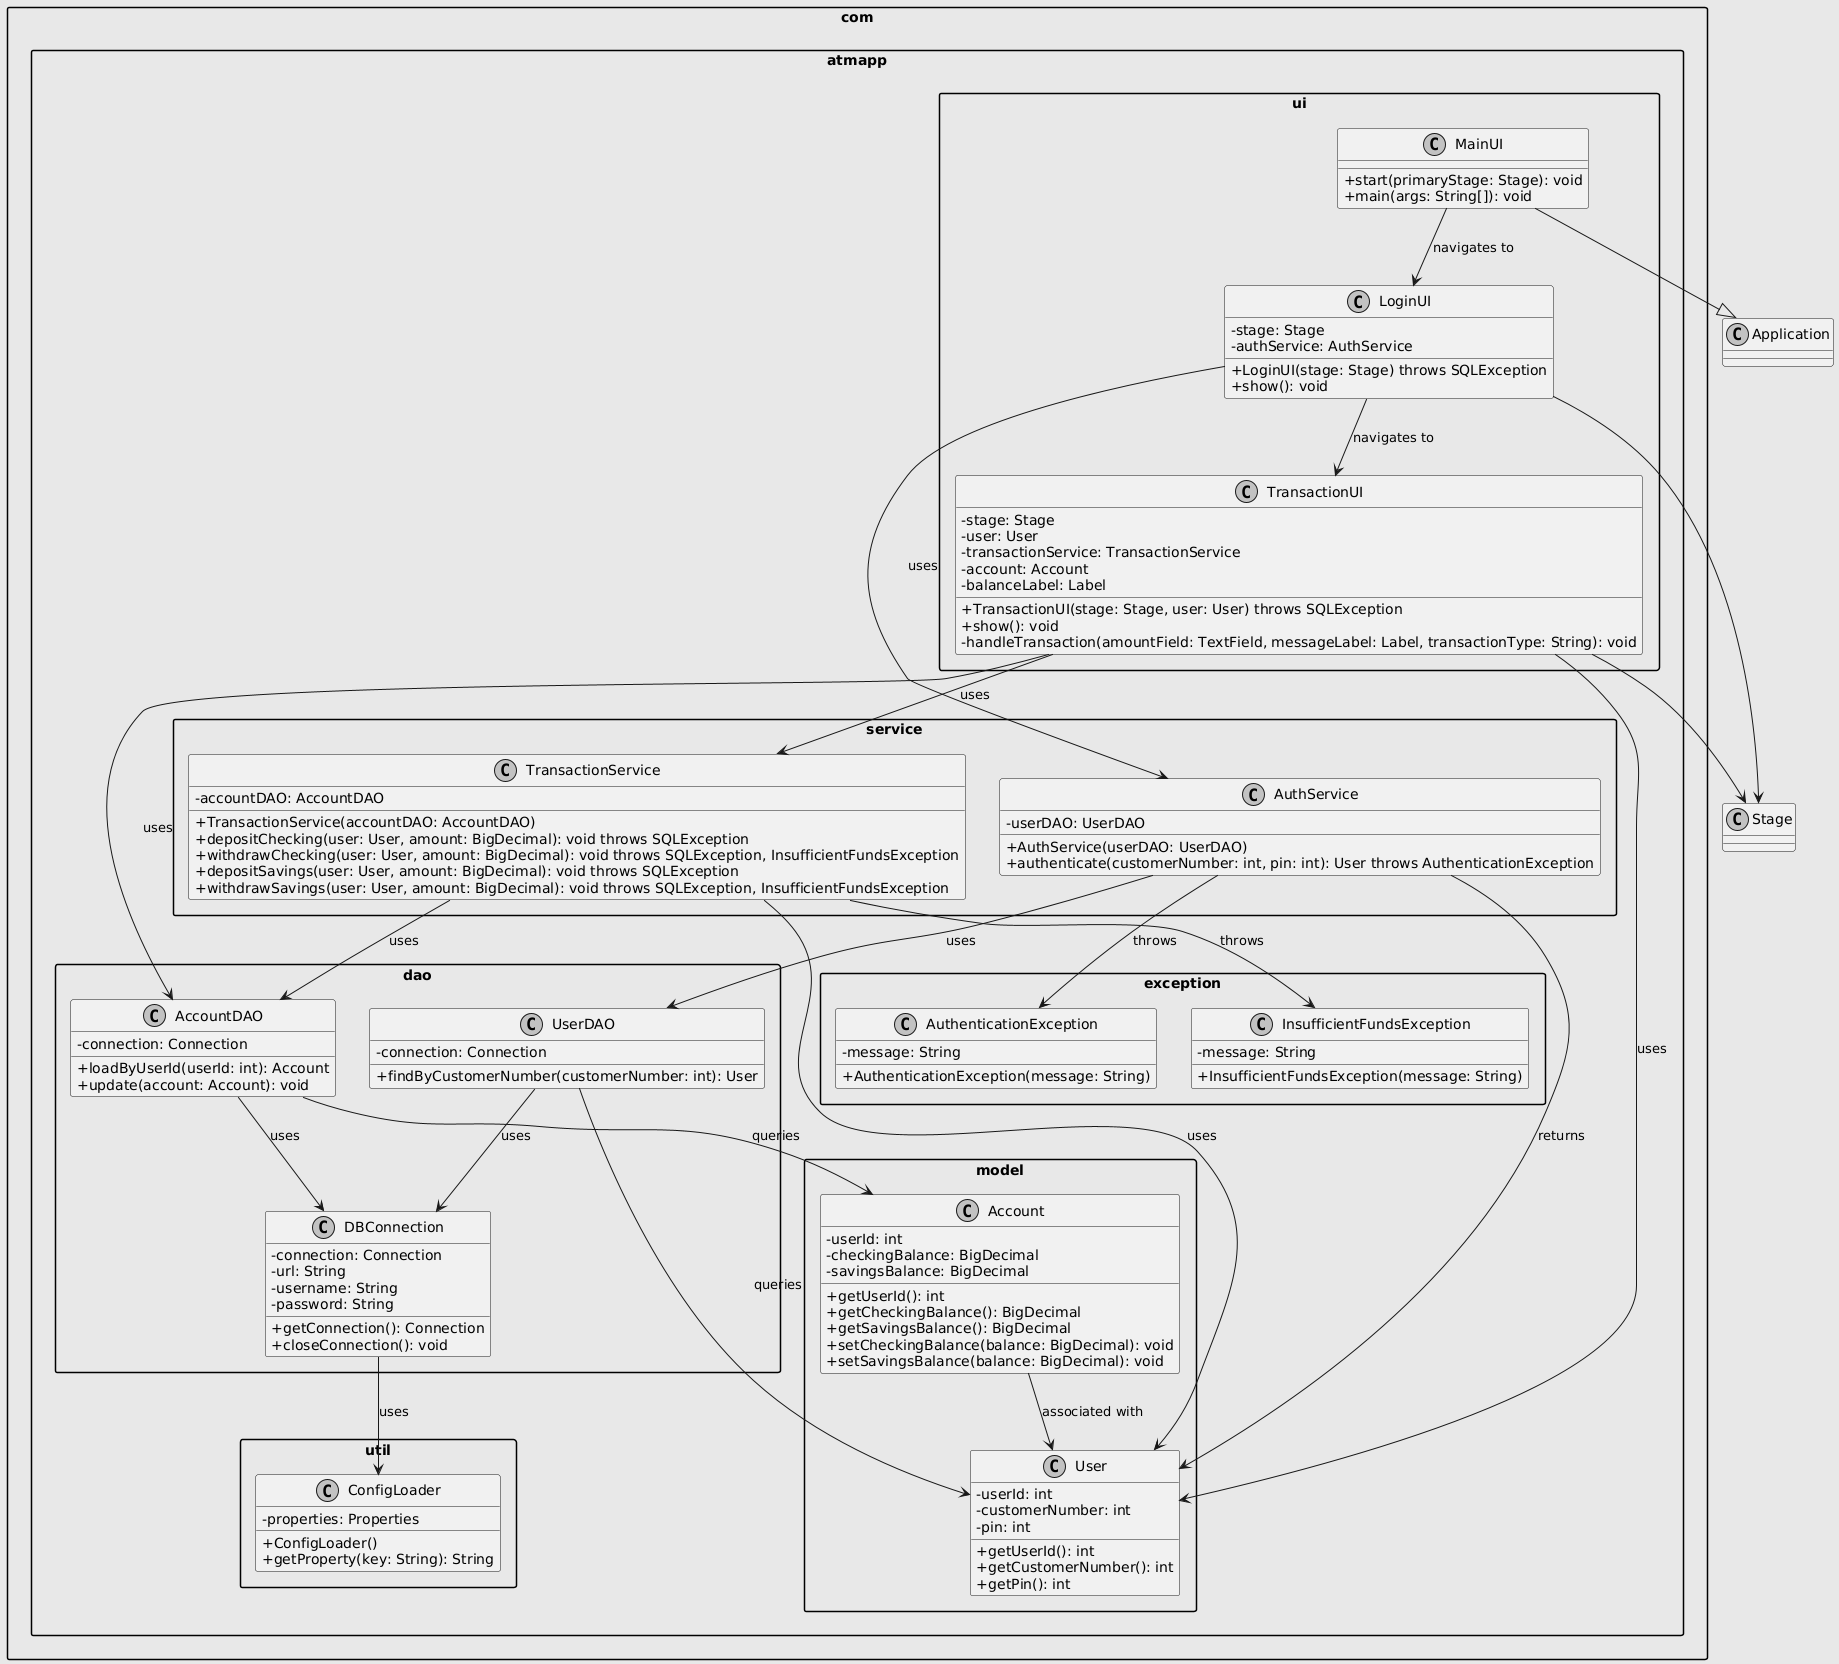 com
atmapp
ui
C MainUI
+start(primaryStage: Stage): void
+main(args: String[]): void
navigates to
C LoginUI
-stage: Stage
-authService: AuthService
+LoginUI(stage: Stage) throws SQLException
+show(): void
C Application
navigates to
C TransactionUI
-stage: Stage
-user: User
-transactionService: TransactionService
-account: Account
-balanceLabel: Label
+TransactionUI(stage: Stage, user: User) throws SQLException
+show(): void
-handleTransaction(amountField: TextField, messageLabel: Label, transactionType: String): void
uses
uses
service
C TransactionService
-accountDAO: AccountDAO
+TransactionService(accountDAO: AccountDAO)
+depositChecking(user: User, amount: BigDecimal): void throws SQLException
+withdrawChecking(user: User, amount: BigDecimal): void throws SQLException, InsufficientFundsException
+depositSavings(user: User, amount: BigDecimal): void throws SQLException
+withdrawSavings(user: User, amount: BigDecimal): void throws SQLException, InsufficientFundsException
C AuthService
-userDAO: UserDAO
+AuthService(userDAO: UserDAO)
+authenticate(customerNumber: int, pin: int): User throws AuthenticationException
C Stage
uses
uses
uses
throws
throws
dao
C AccountDAO
-connection: Connection
+loadByUserId(userId: int): Account
+update(account: Account): void
C UserDAO
-connection: Connection
+findByCustomerNumber(customerNumber: int): User
exception
C AuthenticationException
-message: String
+AuthenticationException(message: String)
C InsufficientFundsException
-message: String
+InsufficientFundsException(message: String)
uses
uses
uses
queries
uses
returns
C DBConnection
-connection: Connection
-url: String
-username: String
-password: String
+getConnection(): Connection
+closeConnection(): void
queries
model
C Account
-userId: int
-checkingBalance: BigDecimal
-savingsBalance: BigDecimal
+getUserId(): int
+getCheckingBalance(): BigDecimal
+getSavingsBalance(): BigDecimal
+setCheckingBalance(balance: BigDecimal): void
+setSavingsBalance(balance: BigDecimal): void
uses
associated with
util
C ConfigLoader
-properties: Properties
+ConfigLoader()
+getProperty(key: String): String
C User
-userId: int
-customerNumber: int
-pin: int
+getUserId(): int
+getCustomerNumber(): int
+getPin(): int